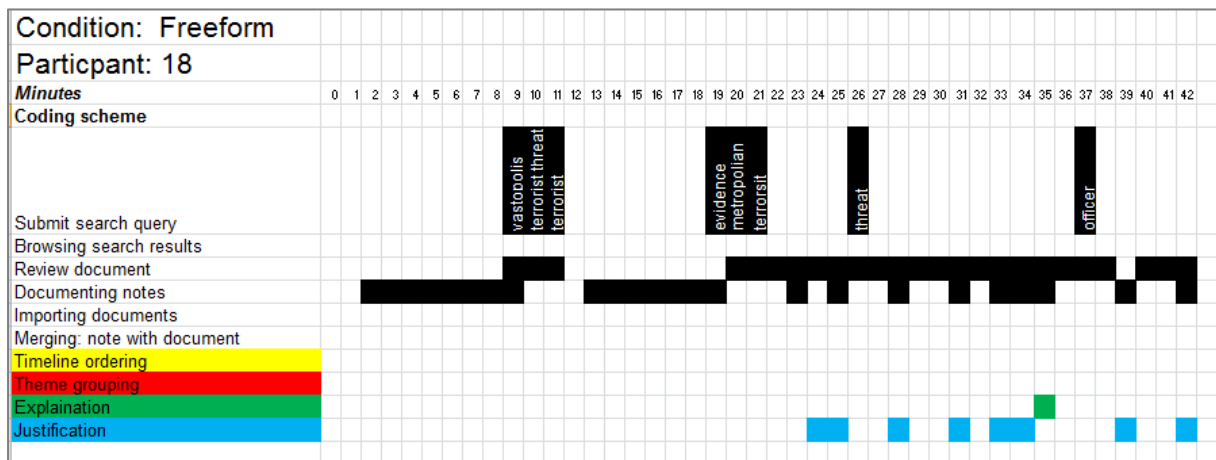 Condition: Freeform
Particpant: 18
Minutes 0 1 2 3 4 5 6 7 8 9 10 11 12 13 14 15 16 17 18 19 20 21 22 23 24 25 26 27 28 29 30 31 32 33 34 35 36 37 38 39 40 41 42
Coding scheme
Submit search query
vastopolis
terrorist threat
terrorist
evidence
metropolian
terrorsit
threat
officer
Browsing search results
Review document
Documenting notes
Importing documents
Merging: note with document
Timeline ordering
Theme grouping
Explaination
Justification